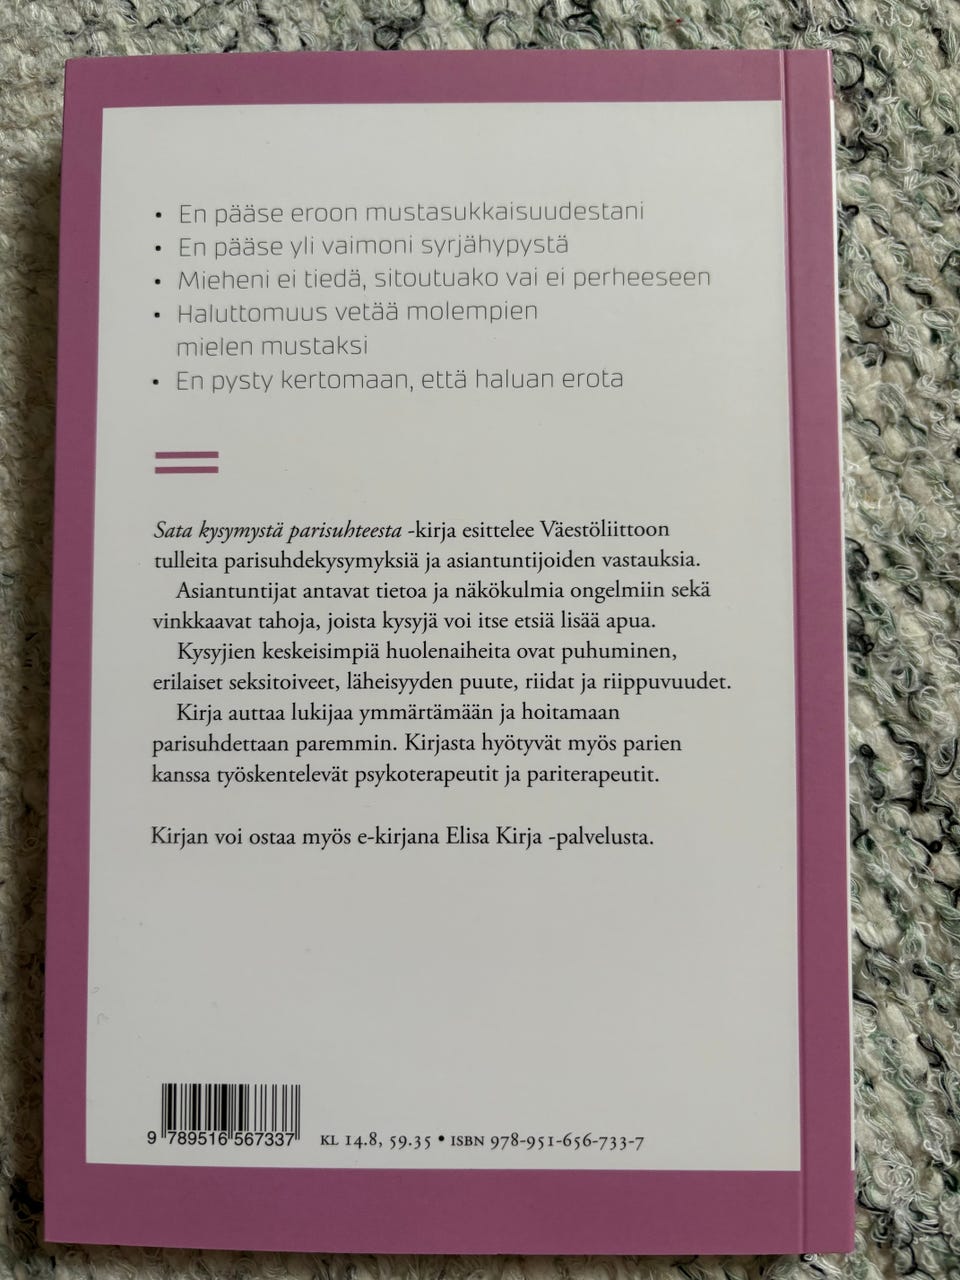 • En pääse eroon mustasukkaisuudestani
• En pääse yli vaimoni syrjähypystä
• Mieheni ei tiedä, sitoutuako vai ei perheeseen
• Haluttomuus vetää molempien
mielen mustaksi
• En pysty kertomaan, että haluan erota
Sata kysymystä parisuhteesta -kirja esittelee Väestöliittoon
tulleita parisuhdekysymyksiä ja asiantuntijoiden vastauksia.
Asiantuntijat antavat tietoa ja näkökulmia ongelmiin sekä
vinkkaavat tahoja, joista kysyjä voi itse etsiä lisää apua.
Kysyjien keskeisimpiä huolenaiheita ovat puhuminen,
erilaiset seksitoiveet, läheisyyden puute, riidat ja riippuvuudet.
Kirja auttaa lukijaa ymmärtämään ja hoitamaan
parisuhdettaan paremmin. Kirjasta hyötyvät myös parien
kanssa työskentelevät psykoterapeutit ja pariterapeutit.
Kirjan voi ostaa myös e-kirjana Elisa Kirja -palvelusta.
9 789516 567337
KL 14.8, 59.35 • ISBN 978-951-656-733-7